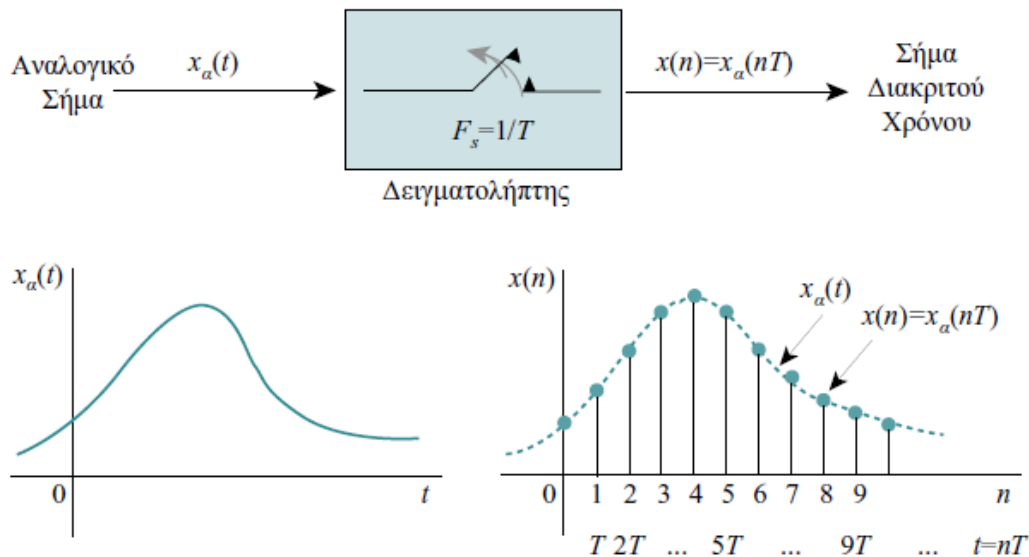 Αναλογικό
Σήμα
xα(t)
Fs=1/T
Δειγματολήπτης
x(n)=xα(nT)
Σήμα
Διακριτού
Χρόνου
xα(t)
0
t
x(n)
xα(t)
x(n)=xα(nT)
0 1 2 3 4 5 6 7 8 9 n
T 2T ... 5T ... 9T ... t=nT